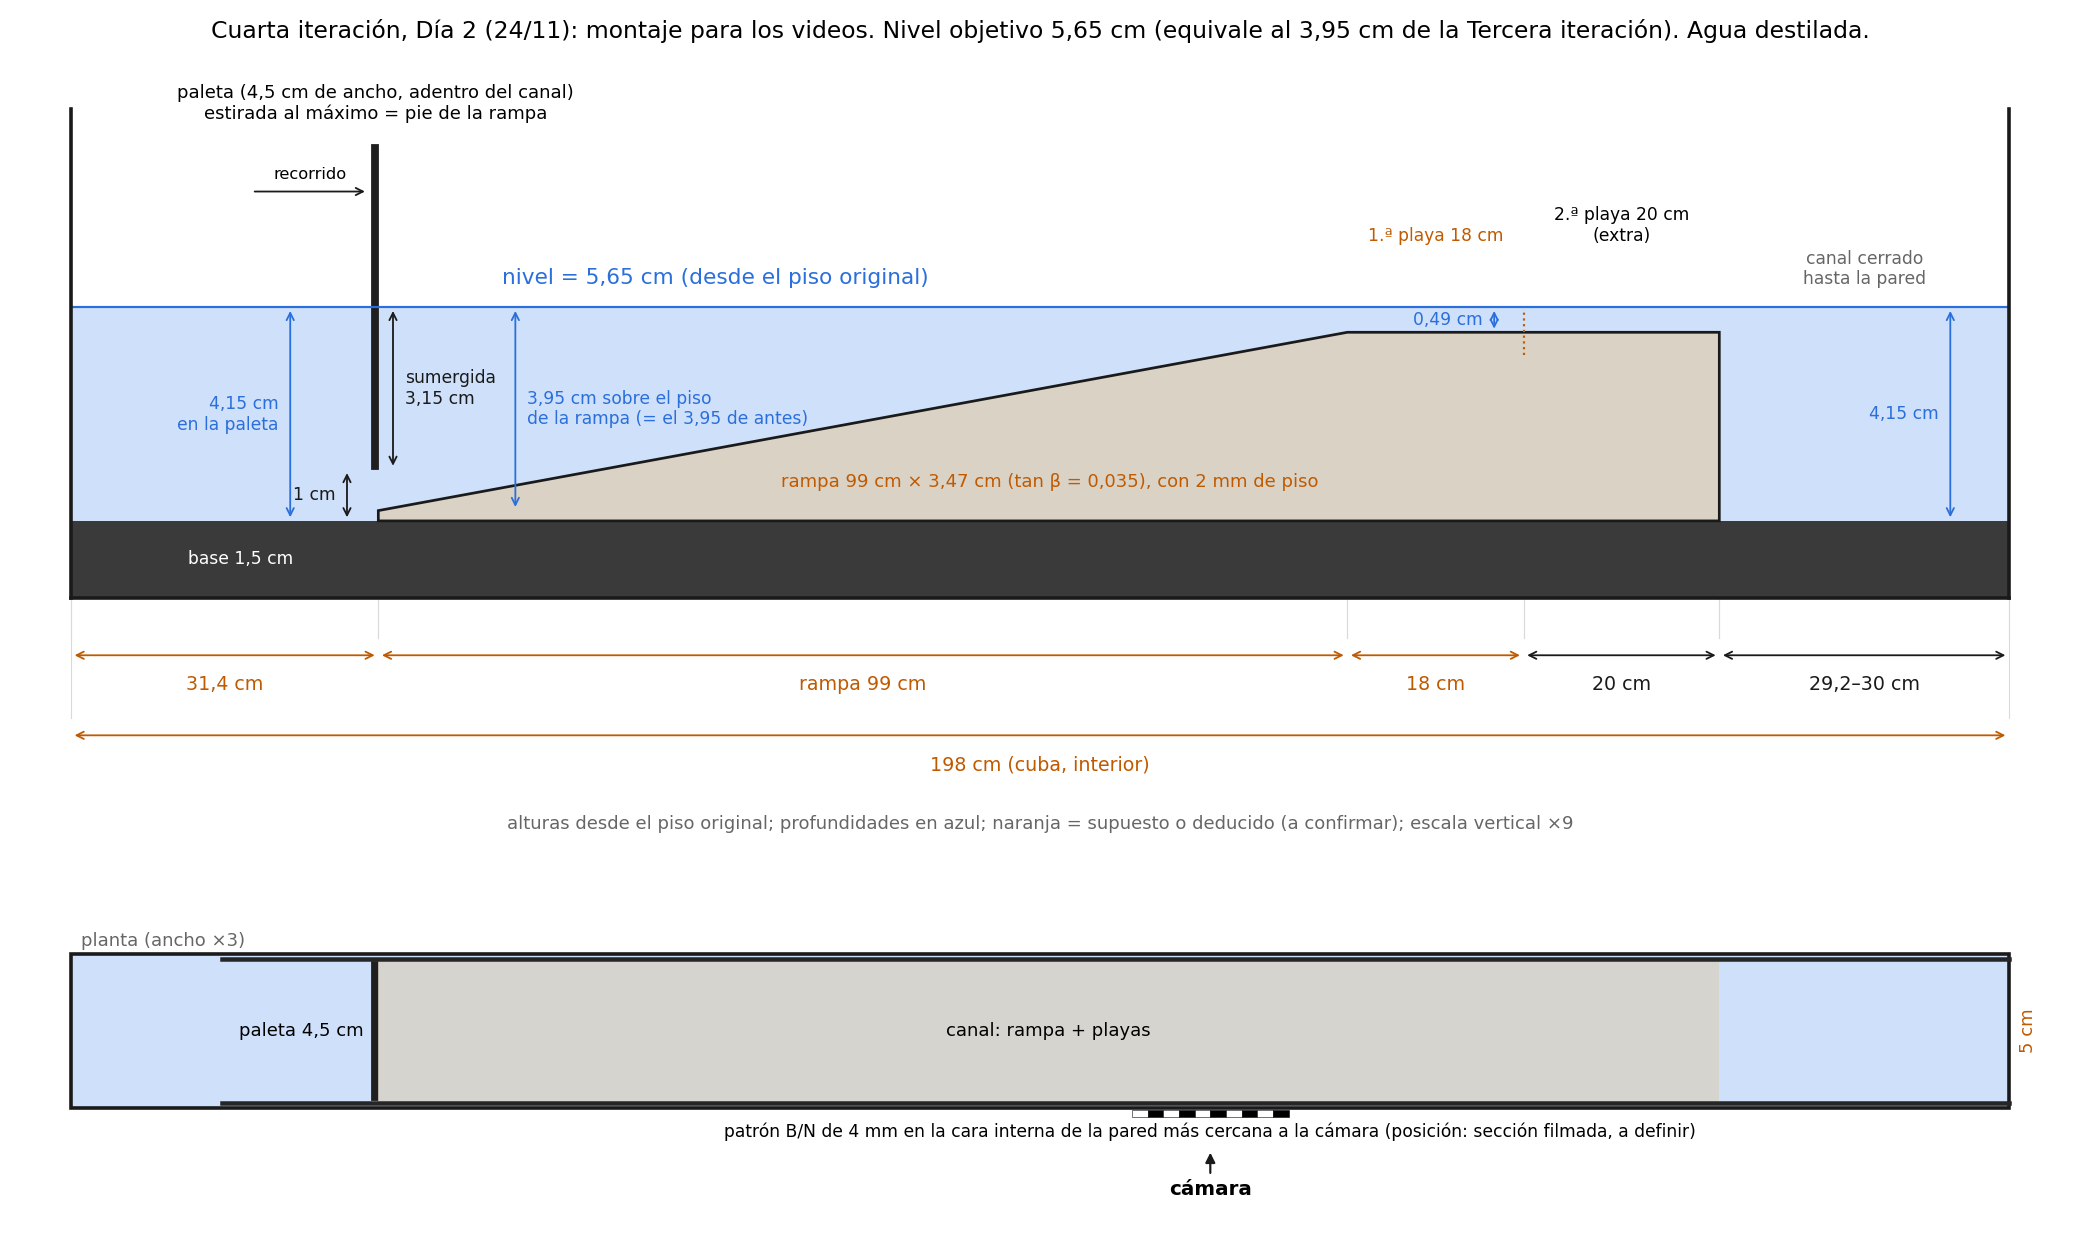 Cuarta iteración, Día 2 (24/11): montaje para los videos. Nivel objetivo 5,65 cm (equivale al 3,95 cm de la Tercera iteración). Agua destilada.
paleta (4,5 cm de ancho, adentro del canal)
estirada al máximo = pie de la rampa
recorrido
2.ª playa 20 cm
(extra)
1.ª playa 18 cm
canal cerrado
hasta la pared
nivel = 5,65 cm (desde el piso original)
0,49 cm
sumergida
3,15 cm
4,15 cm
en la paleta
3,95 cm sobre el piso
de la rampa (= el 3,95 de antes)
4,15 cm
1 cm
rampa 99 cm × 3,47 cm (tan β = 0,035), con 2 mm de piso
base 1,5 cm
31,4 cm
rampa 99 cm
18 cm
20 cm
29,2–30 cm
198 cm (cuba, interior)
alturas desde el piso original; profundidades en azul; naranja = supuesto o deducido (a confirmar); escala vertical ×9
planta (ancho ×3)
paleta 4,5 cm
canal: rampa + playas
5 cm
patrón B/N de 4 mm en la cara interna de la pared más cercana a la cámara (posición: sección filmada, a definir)
cámara